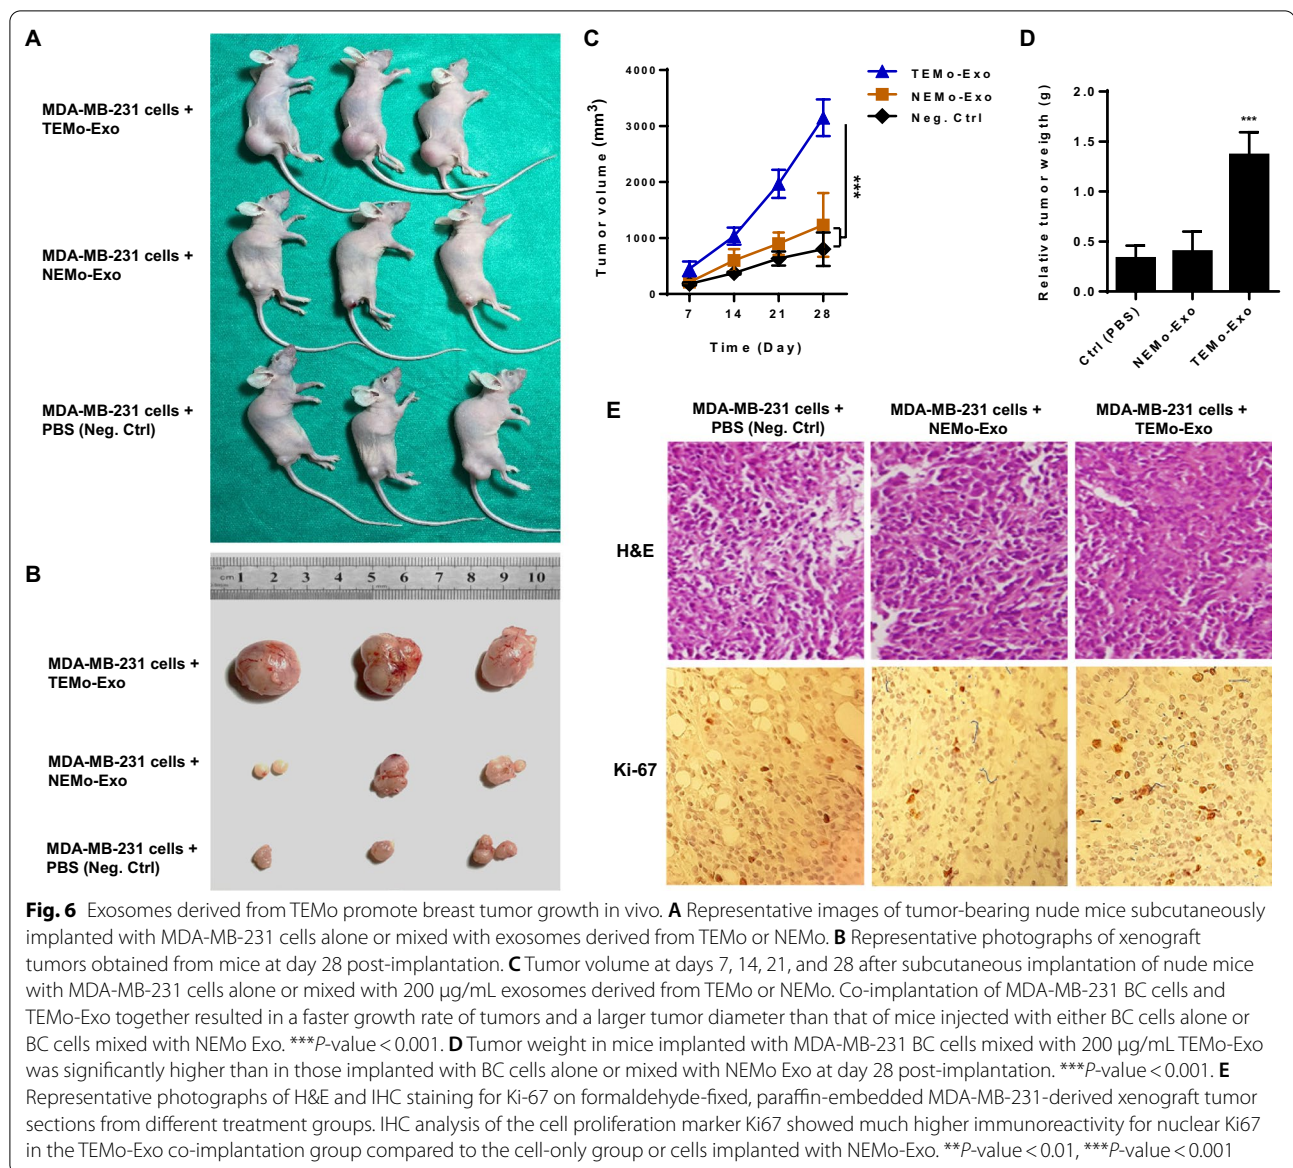 A
MDA-MB-231 cells +
TEMo-Exo
MDA-MB-231 cells +
NEMo-Exo
MDA-MB-231 cells +
PBS (Neg. Ctrl)
B
cm 1 2 3 4 5 6 7 8 9 10
MDA-MB-231 cells +
TEMo-Exo
MDA-MB-231 cells +
NEMo-Exo
MDA-MB-231 cells +
PBS (Neg. Ctrl)
C
Tumor volume (mm³)
4000
3000
2000
1000
0
7 14 21 28
Time (Day)
TEMo-Exo
NEMo-Exo
Neg. Ctrl
***
D
Relative tumor weigth (g)
2.0
1.5
1.0
0.5
0.0
***
Ctrl (PBS)
NEMo-Exo
TEMo-Exo
E
MDA-MB-231 cells +
PBS (Neg. Ctrl)
MDA-MB-231 cells +
NEMo-Exo
MDA-MB-231 cells +
TEMo-Exo
H&E
Ki-67
Fig. 6 Exosomes derived from TEMo promote breast tumor growth in vivo. A Representative images of tumor-bearing nude mice subcutaneously
implanted with MDA-MB-231 cells alone or mixed with exosomes derived from TEMo or NEMo. B Representative photographs of xenograft
tumors obtained from mice at day 28 post-implantation. C Tumor volume at days 7, 14, 21, and 28 after subcutaneous implantation of nude mice
with MDA-MB-231 cells alone or mixed with 200 µg/mL exosomes derived from TEMo or NEMo. Co-implantation of MDA-MB-231 BC cells and
TEMo-Exo together resulted in a faster growth rate of tumors and a larger tumor diameter than that of mice injected with either BC cells alone or
BC cells mixed with NEMo Exo. ***P-value < 0.001. D Tumor weight in mice implanted with MDA-MB-231 BC cells mixed with 200 µg/mL TEMo-Exo
was significantly higher than in those implanted with BC cells alone or mixed with NEMo Exo at day 28 post-implantation. ***P-value < 0.001. E
Representative photographs of H&E and IHC staining for Ki-67 on formaldehyde-fixed, paraffin-embedded MDA-MB-231-derived xenograft tumor
sections from different treatment groups. IHC analysis of the cell proliferation marker Ki67 showed much higher immunoreactivity for nuclear Ki67
in the TEMo-Exo co-implantation group compared to the cell-only group or cells implanted with NEMo-Exo. **P-value < 0.01, ***P-value < 0.001